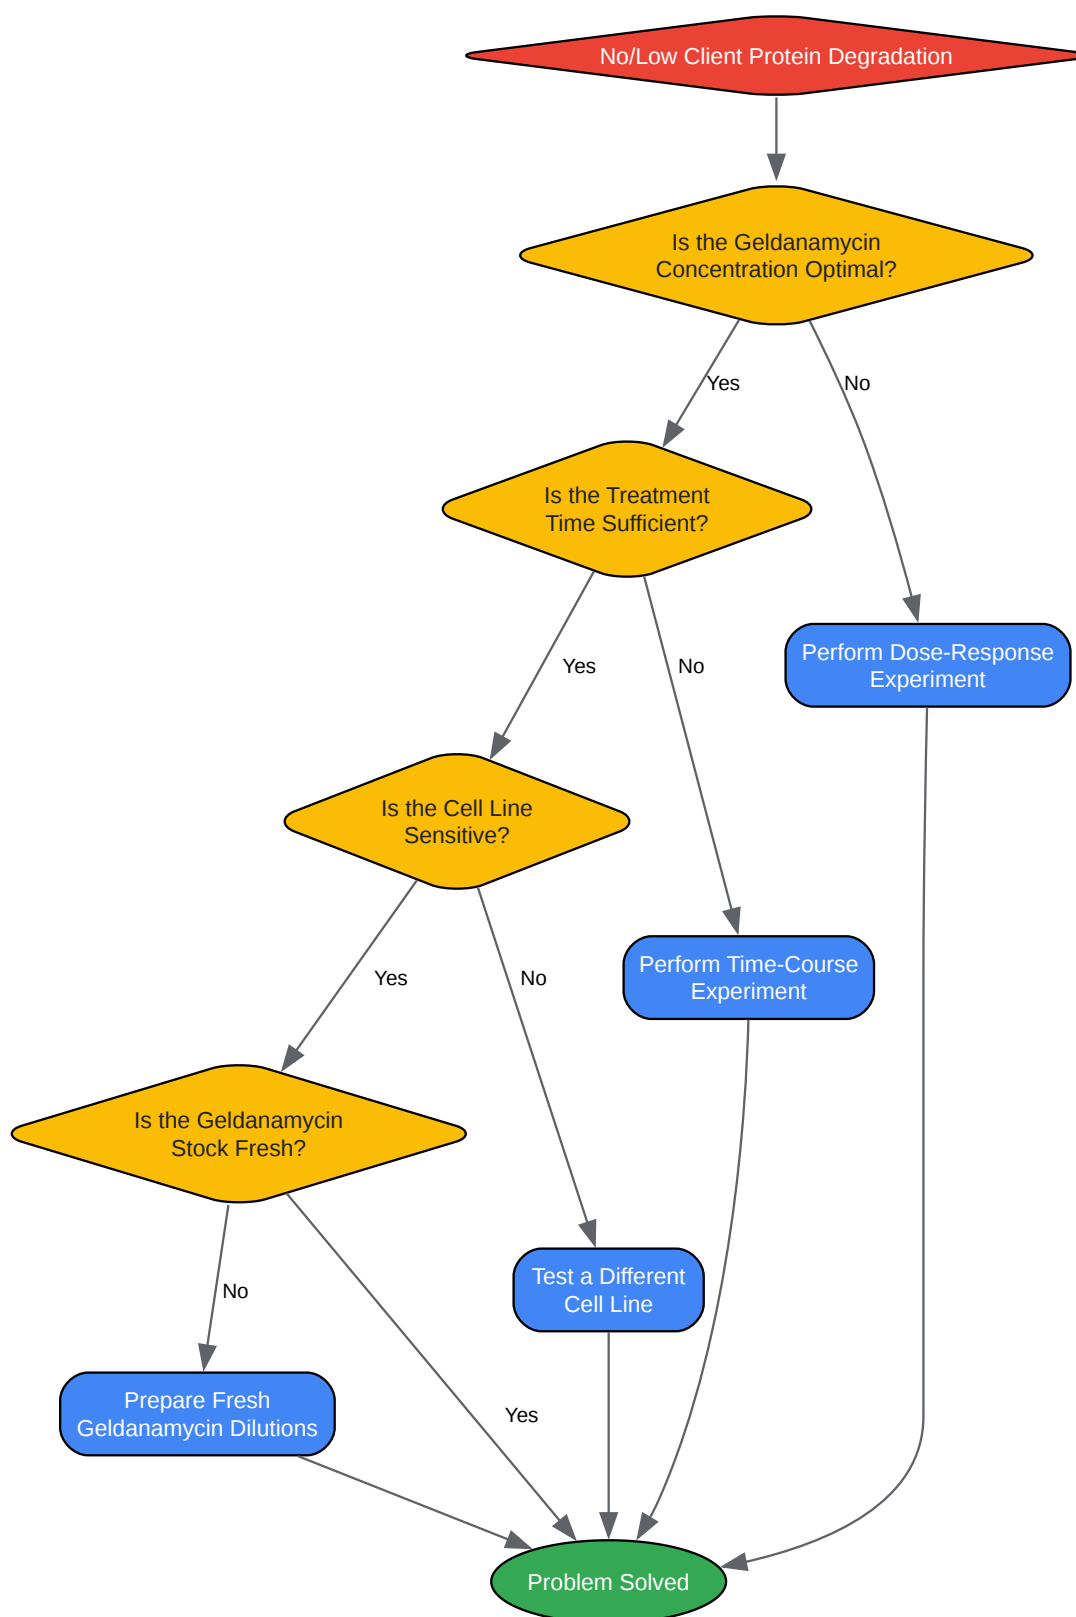 No/Low Client Protein Degradation
Is the Geldanamycin
Concentration Optimal?
Yes
No
Is the Treatment
Time Sufficient?
Yes
No
Perform Dose-Response
Experiment
Is the Cell Line
Sensitive?
Yes
No
Perform Time-Course
Experiment
Is the Geldanamycin
Stock Fresh?
No
Yes
Test a Different
Cell Line
Prepare Fresh
Geldanamycin Dilutions
Problem Solved